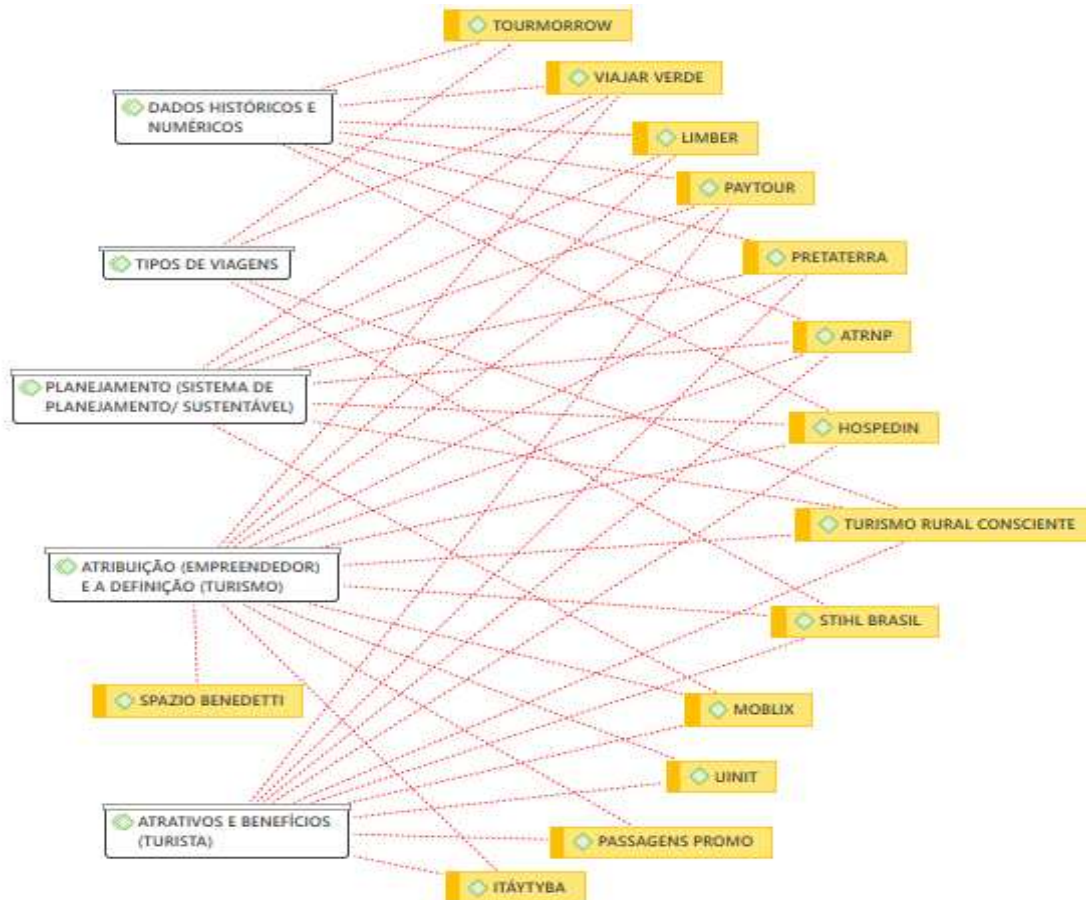 TOURMORROW
VIAJAR VERDE
DADOS HISTÓRICOS E
NUMÉRICOS
LIMBER
PAYTOUR
PRETATERRA
TIPOS DE VIAGENS
ATRNP
PLANEJAMENTO (SISTEMA DE
PLANEJAMENTO/ SUSTENTÁVEL)
HOSPEDIN
TURISMO RURAL CONSCIENTE
ATRIBUIÇÃO (EMPREENDEDOR)
E A DEFINIÇÃO (TURISMO)
STIHL BRASIL
SPAZIO BENEDETTI
MOBLIX
UINIT
ATRATIVOS E BENEFÍCIOS
(TURISTA)
PASSAGENS PROMO
ITÁYTYBA